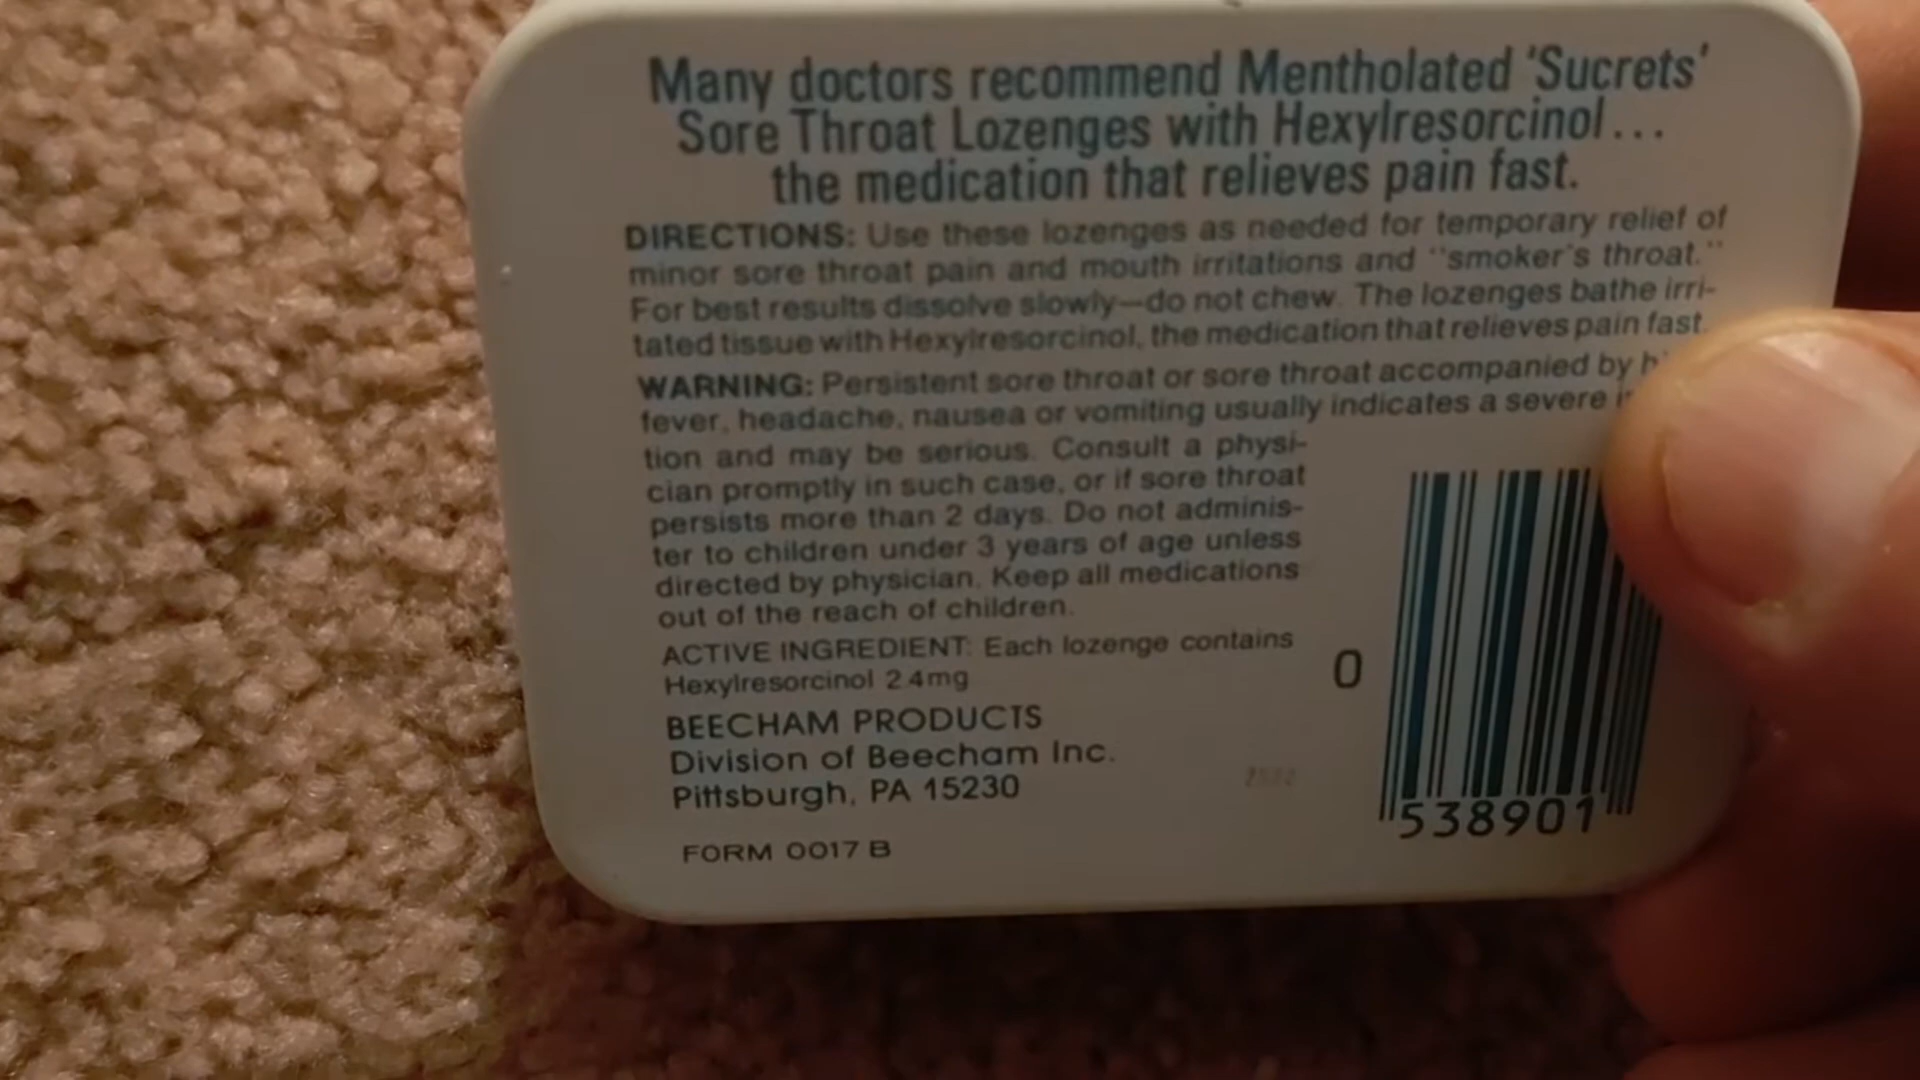 Many doctors recommend Mentholated 'Sucrets'
Sore Throat Lozenges with Hexylresorcinol...
the medication that relieves pain fast.
DIRECTIONS: Use these lozenges as needed for temporary relief of
minor sore throat pain and mouth irritations and "smoker's throat."
For best results dissolve slowly—do not chew. The lozenges bathe irri-
tated tissue with Hexylresorcinol, the medication that relieves pain fast.
WARNING: Persistent sore throat or sore throat accompanied by
fever, headache, nausea or vomiting usually indicates a severe
tion and may be serious. Consult a physi-
cian promptly in such case, or if sore throat
persists more than 2 days. Do not adminis-
ter to children under 3 years of age unless
directed by physician. Keep all medications
out of the reach of children.
ACTIVE INGREDIENT: Each lozenge contains
Hexylresorcinol 2.4mg
BEECHAM PRODUCTS
Division of Beecham Inc.
Pittsburgh, PA 15230
FORM 0017 B
0
538901